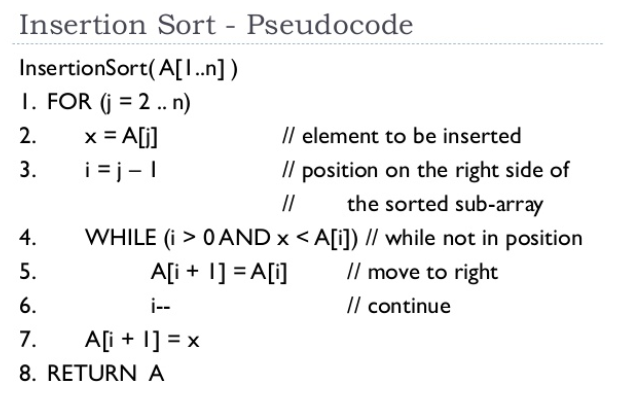 Insertion Sort - Pseudocode
InsertionSort( A[1..n] )
1. FOR (j = 2 .. n)
2. x = A[j] // element to be inserted
3. i = j – 1 // position on the right side of
// the sorted sub-array
4. WHILE (i > 0 AND x < A[i]) // while not in position
5. A[i + 1] = A[i] // move to right
6. i-- // continue
7. A[i + 1] = x
8. RETURN A